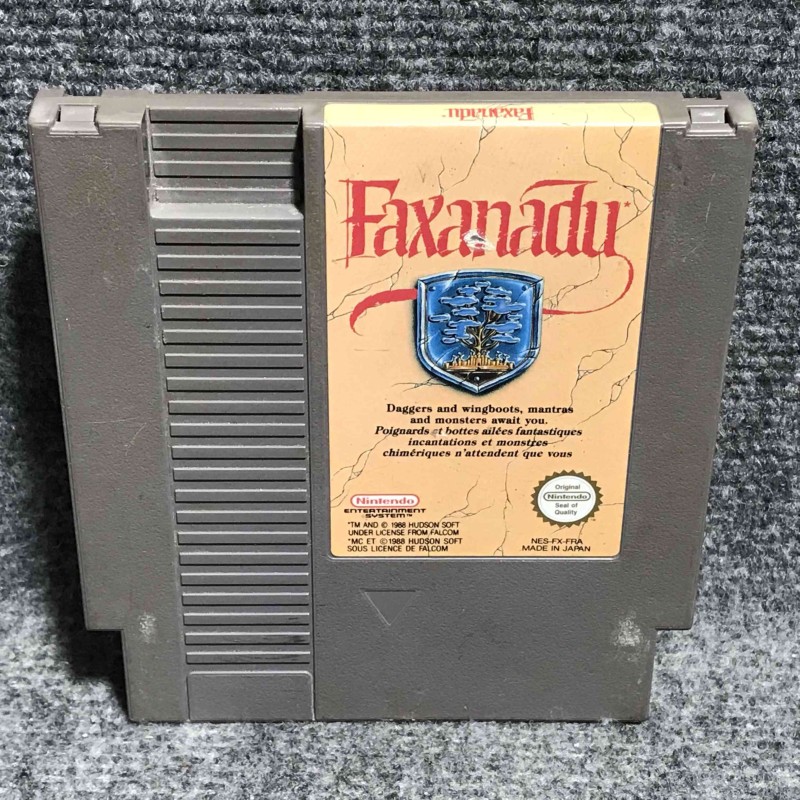 Faxanadu*
Faxanadu*
Daggers and wingboots, mantras
and monsters await you.
Poignards et bottes ailées fantastiques
incantations et monstres
chimériques n'attendent que vous
Nintendo
ENTERTAINMENT
SYSTEM™
*TM AND © 1988 HUDSON SOFT
UNDER LICENSE FROM FALCOM
*MC ET ©1988 HUDSON SOFT
SOUS LICENCE DE FALCOM
Original
Nintendo
Seal of
Quality
NES-FX-FRA
MADE IN JAPAN